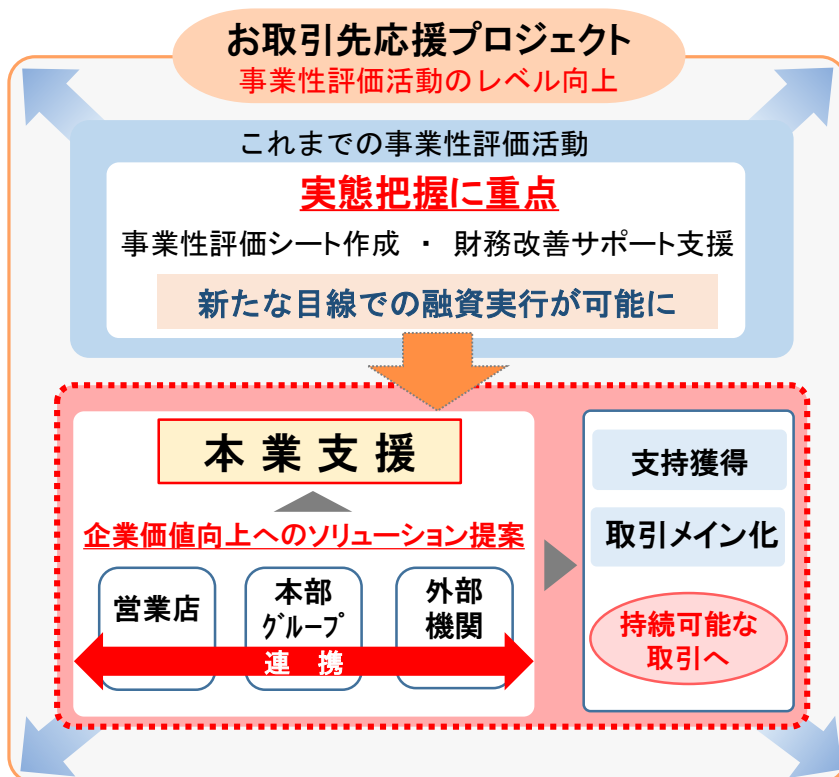 お取引先応援プロジェクト
事業性評価活動のレベル向上
これまでの事業性評価活動
実態把握に重点
事業性評価シート作成 ・ 財務改善サポート支援
新たな目線での融資実行が可能に
本業支援
企業価値向上へのソリューション提案
営業店
本部
グループ
外部
機関
連 携
支持獲得
取引メイン化
持続可能な
取引へ